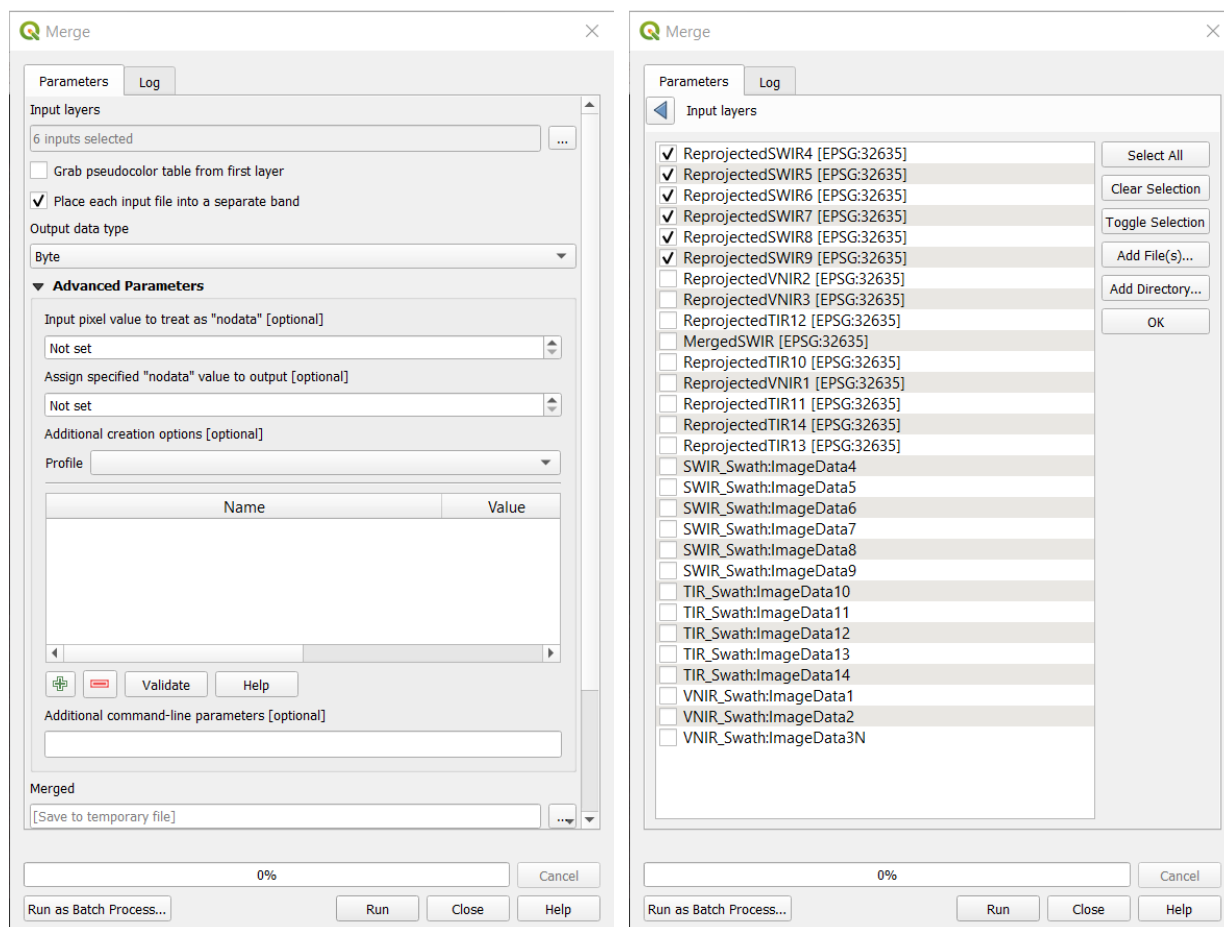 Merge
Parameters
Log
Input layers
6 inputs selected
...
Grab pseudocolor table from first layer
Place each input file into a separate band
Output data type
Byte
Advanced Parameters
Input pixel value to treat as "nodata" [optional]
Not set
Assign specified "nodata" value to output [optional]
Not set
Additional creation options [optional]
Profile
Name Value
Validate Help
Additional command-line parameters [optional]
Merged
[Save to temporary file]
...
0% Cancel
Run as Batch Process... Run Close Help
Merge
Parameters
Log
Input layers
ReprojectedSWIR4 [EPSG:32635]
ReprojectedSWIR5 [EPSG:32635]
ReprojectedSWIR6 [EPSG:32635]
ReprojectedSWIR7 [EPSG:32635]
ReprojectedSWIR8 [EPSG:32635]
ReprojectedSWIR9 [EPSG:32635]
ReprojectedVNIR2 [EPSG:32635]
ReprojectedVNIR3 [EPSG:32635]
ReprojectedTIR12 [EPSG:32635]
MergedSWIR [EPSG:32635]
ReprojectedTIR10 [EPSG:32635]
ReprojectedVNIR1 [EPSG:32635]
ReprojectedTIR11 [EPSG:32635]
ReprojectedTIR14 [EPSG:32635]
ReprojectedTIR13 [EPSG:32635]
SWIR_Swath:ImageData4
SWIR_Swath:ImageData5
SWIR_Swath:ImageData6
SWIR_Swath:ImageData7
SWIR_Swath:ImageData8
SWIR_Swath:ImageData9
TIR_Swath:ImageData10
TIR_Swath:ImageData11
TIR_Swath:ImageData12
TIR_Swath:ImageData13
TIR_Swath:ImageData14
VNIR_Swath:ImageData1
VNIR_Swath:ImageData2
VNIR_Swath:ImageData3N
Select All
Clear Selection
Toggle Selection
Add File(s)...
Add Directory...
OK
0% Cancel
Run as Batch Process... Run Close Help